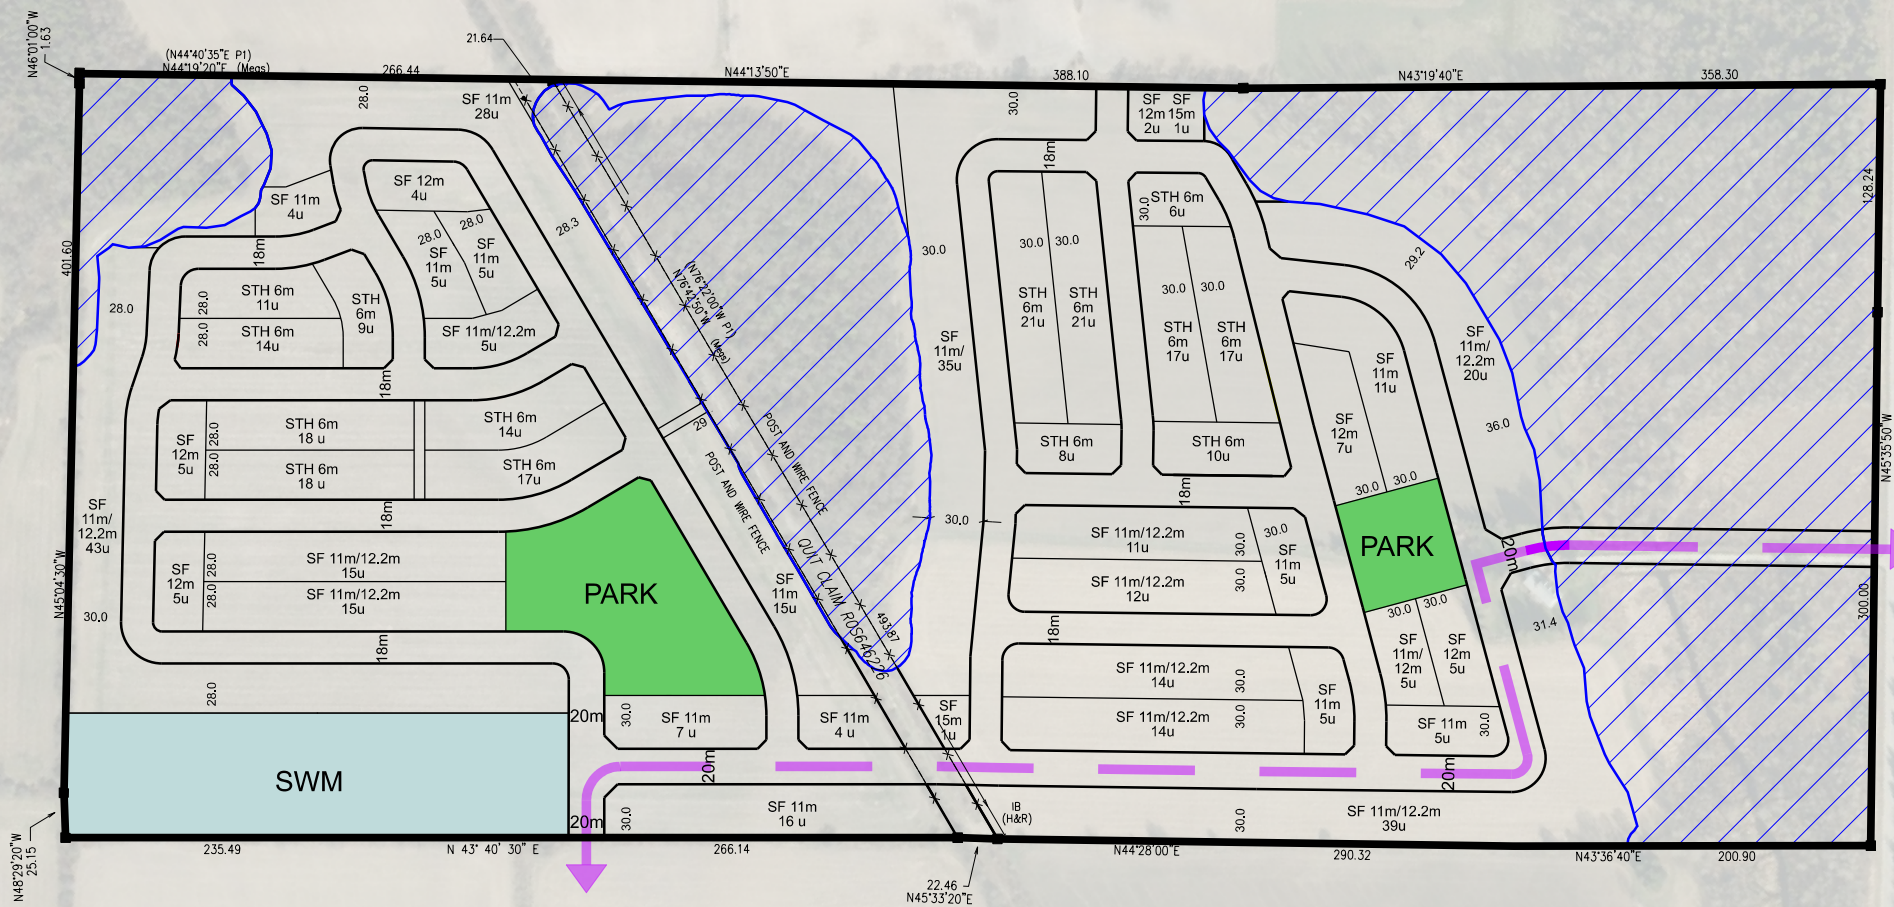 N46°01'00"W
1.63
(N44°40'35"E P1)
N44°19'20"E (Meas)
266.44
21.64
N44°13'50"E
388.10
N43°19'40"E
358.30
28.0
SF 11m
28u
30.0
SF
12m
2u
SF
15m
1u
128.24
18m
SF 12m
4u
SF 11m
4u
18m
28.0
28.0
SF
11m
5u
SF
11m
5u
28.3
30.0
STH 6m
6u
30.0
30.0
30.0
29.2
401.60
28.0
28.0
28.0
STH 6m
11u
STH 6m
14u
STH
6m
9u
SF 11m/12.2m
5u
(N76°22'00"W P1)
N76°42'50"W
(Meas)
STH
6m
21u
STH
6m
21u
30.0
30.0
STH
6m
17u
STH
6m
17u
SF
11m/
35u
SF
11m
11u
SF
11m/
12.2m
20u
18m
SF
12m
5u
28.0
28.0
STH 6m
18 u
STH 6m
18 u
STH 6m
14u
STH 6m
17u
29
POST AND WIRE FENCE
POST AND WIRE FENCE
STH 6m
8u
STH 6m
10u
SF
12m
7u
36.0
30.0
30.0
N45°35'50"W
18m
18m
SF
11m/
12.2m
43u
30.0
SF 11m/12.2m
11u
30.0
30.0
SF
11m
5u
SF 11m/12.2m
12u
30.0
PARK
20m
N45°04'30"W
SF
12m
5u
28.0
28.0
SF 11m/12.2m
15u
SF 11m/12.2m
15u
PARK
SF
11m
15u
QUIT CLAIM ROS646226
493.87
30.0
30.0
31.4
300.00
30.0
18m
18m
SF 11m/12.2m
14u
SF 11m/12.2m
14u
30.0
30.0
SF
11m
5u
SF
11m/
12m
5u
SF
12m
5u
28.0
20m
30.0
SF 11m
7 u
SF 11m
4 u
SF
15m
1u
SF 11m
5u
30.0
SWM
20m
20m
20m
30.0
SF 11m
16 u
IB
(H&R)
30.0
SF 11m/12.2m
39u
N48°29'20"W
25.15
235.49
N 43° 40' 30" E
266.14
22.46
N45°33'20"E
N44°28'00"E
290.32
N43°36'40"E
200.90